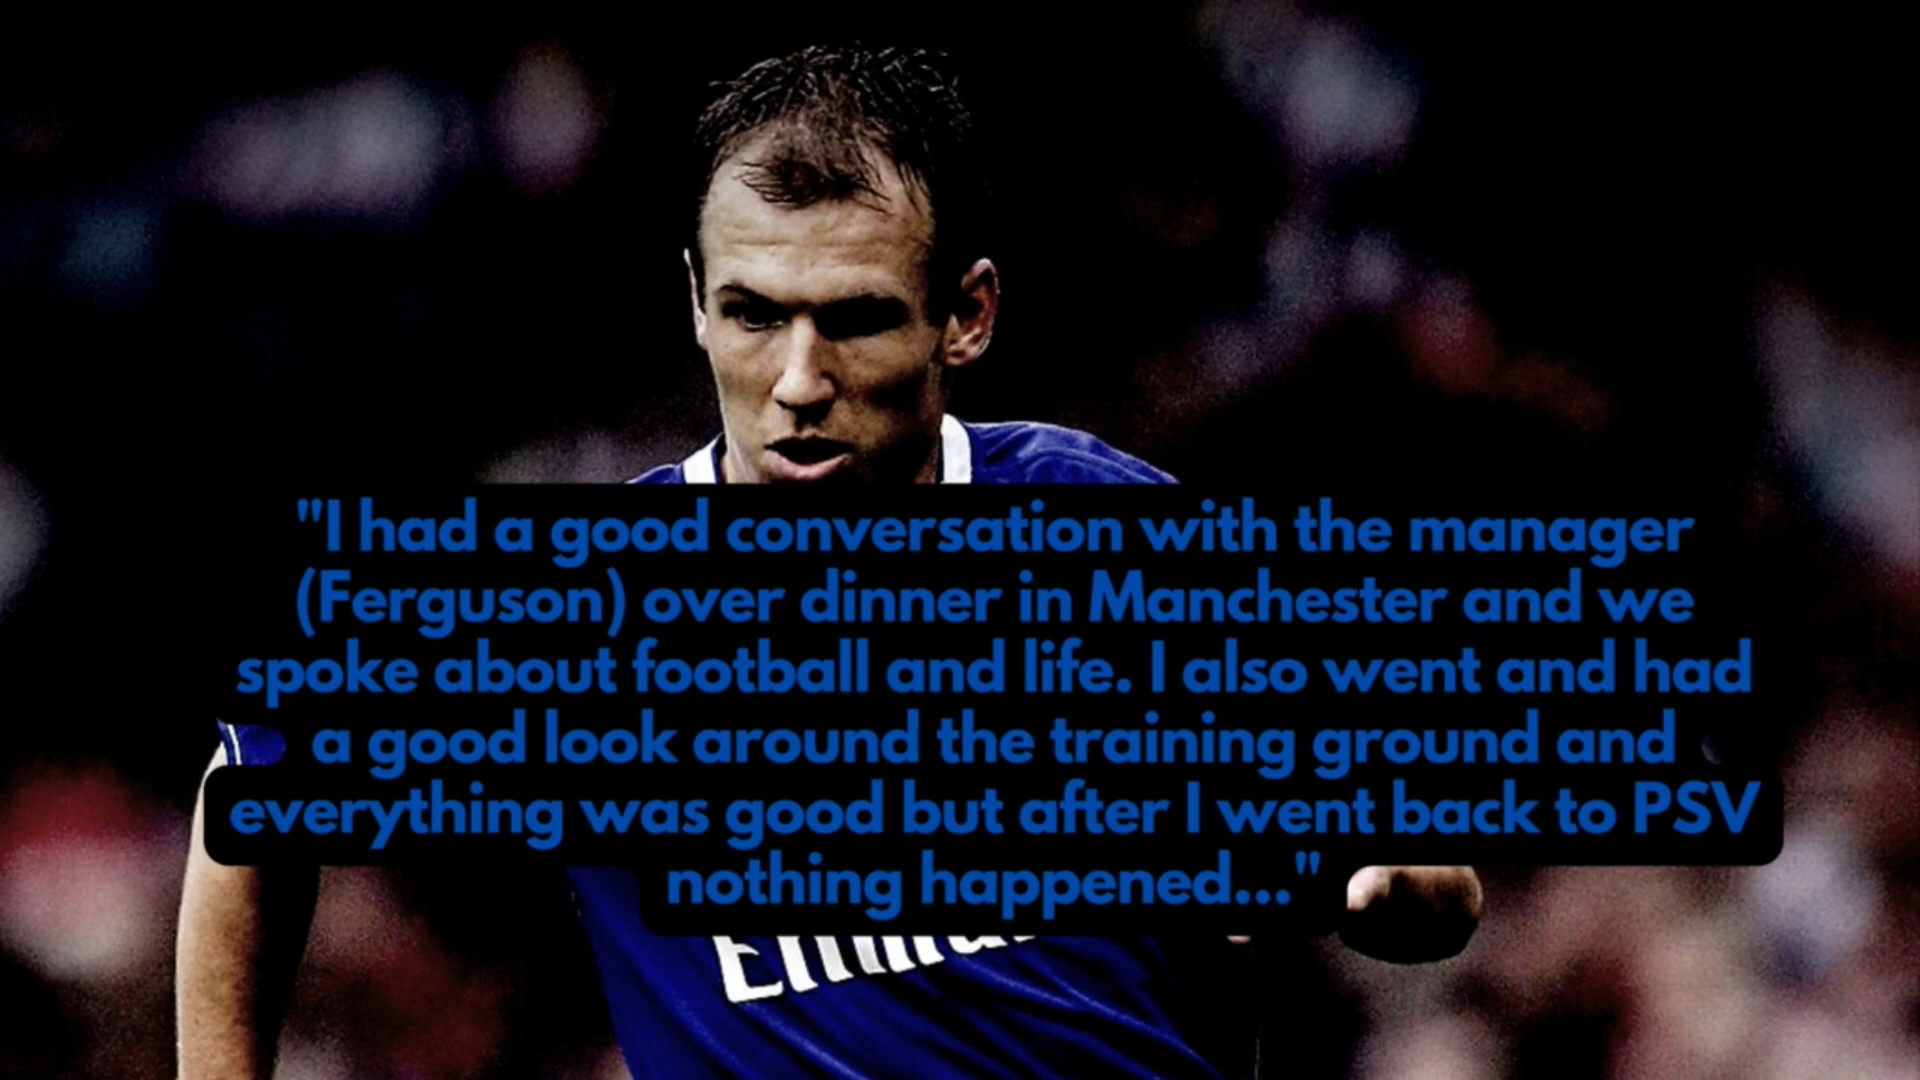 "I had a good conversation with the manager
(Ferguson) over dinner in Manchester and we
spoke about football and life. I also went and had
a good look around the training ground and
everything was good but after I went back to PSV
nothing happened..."